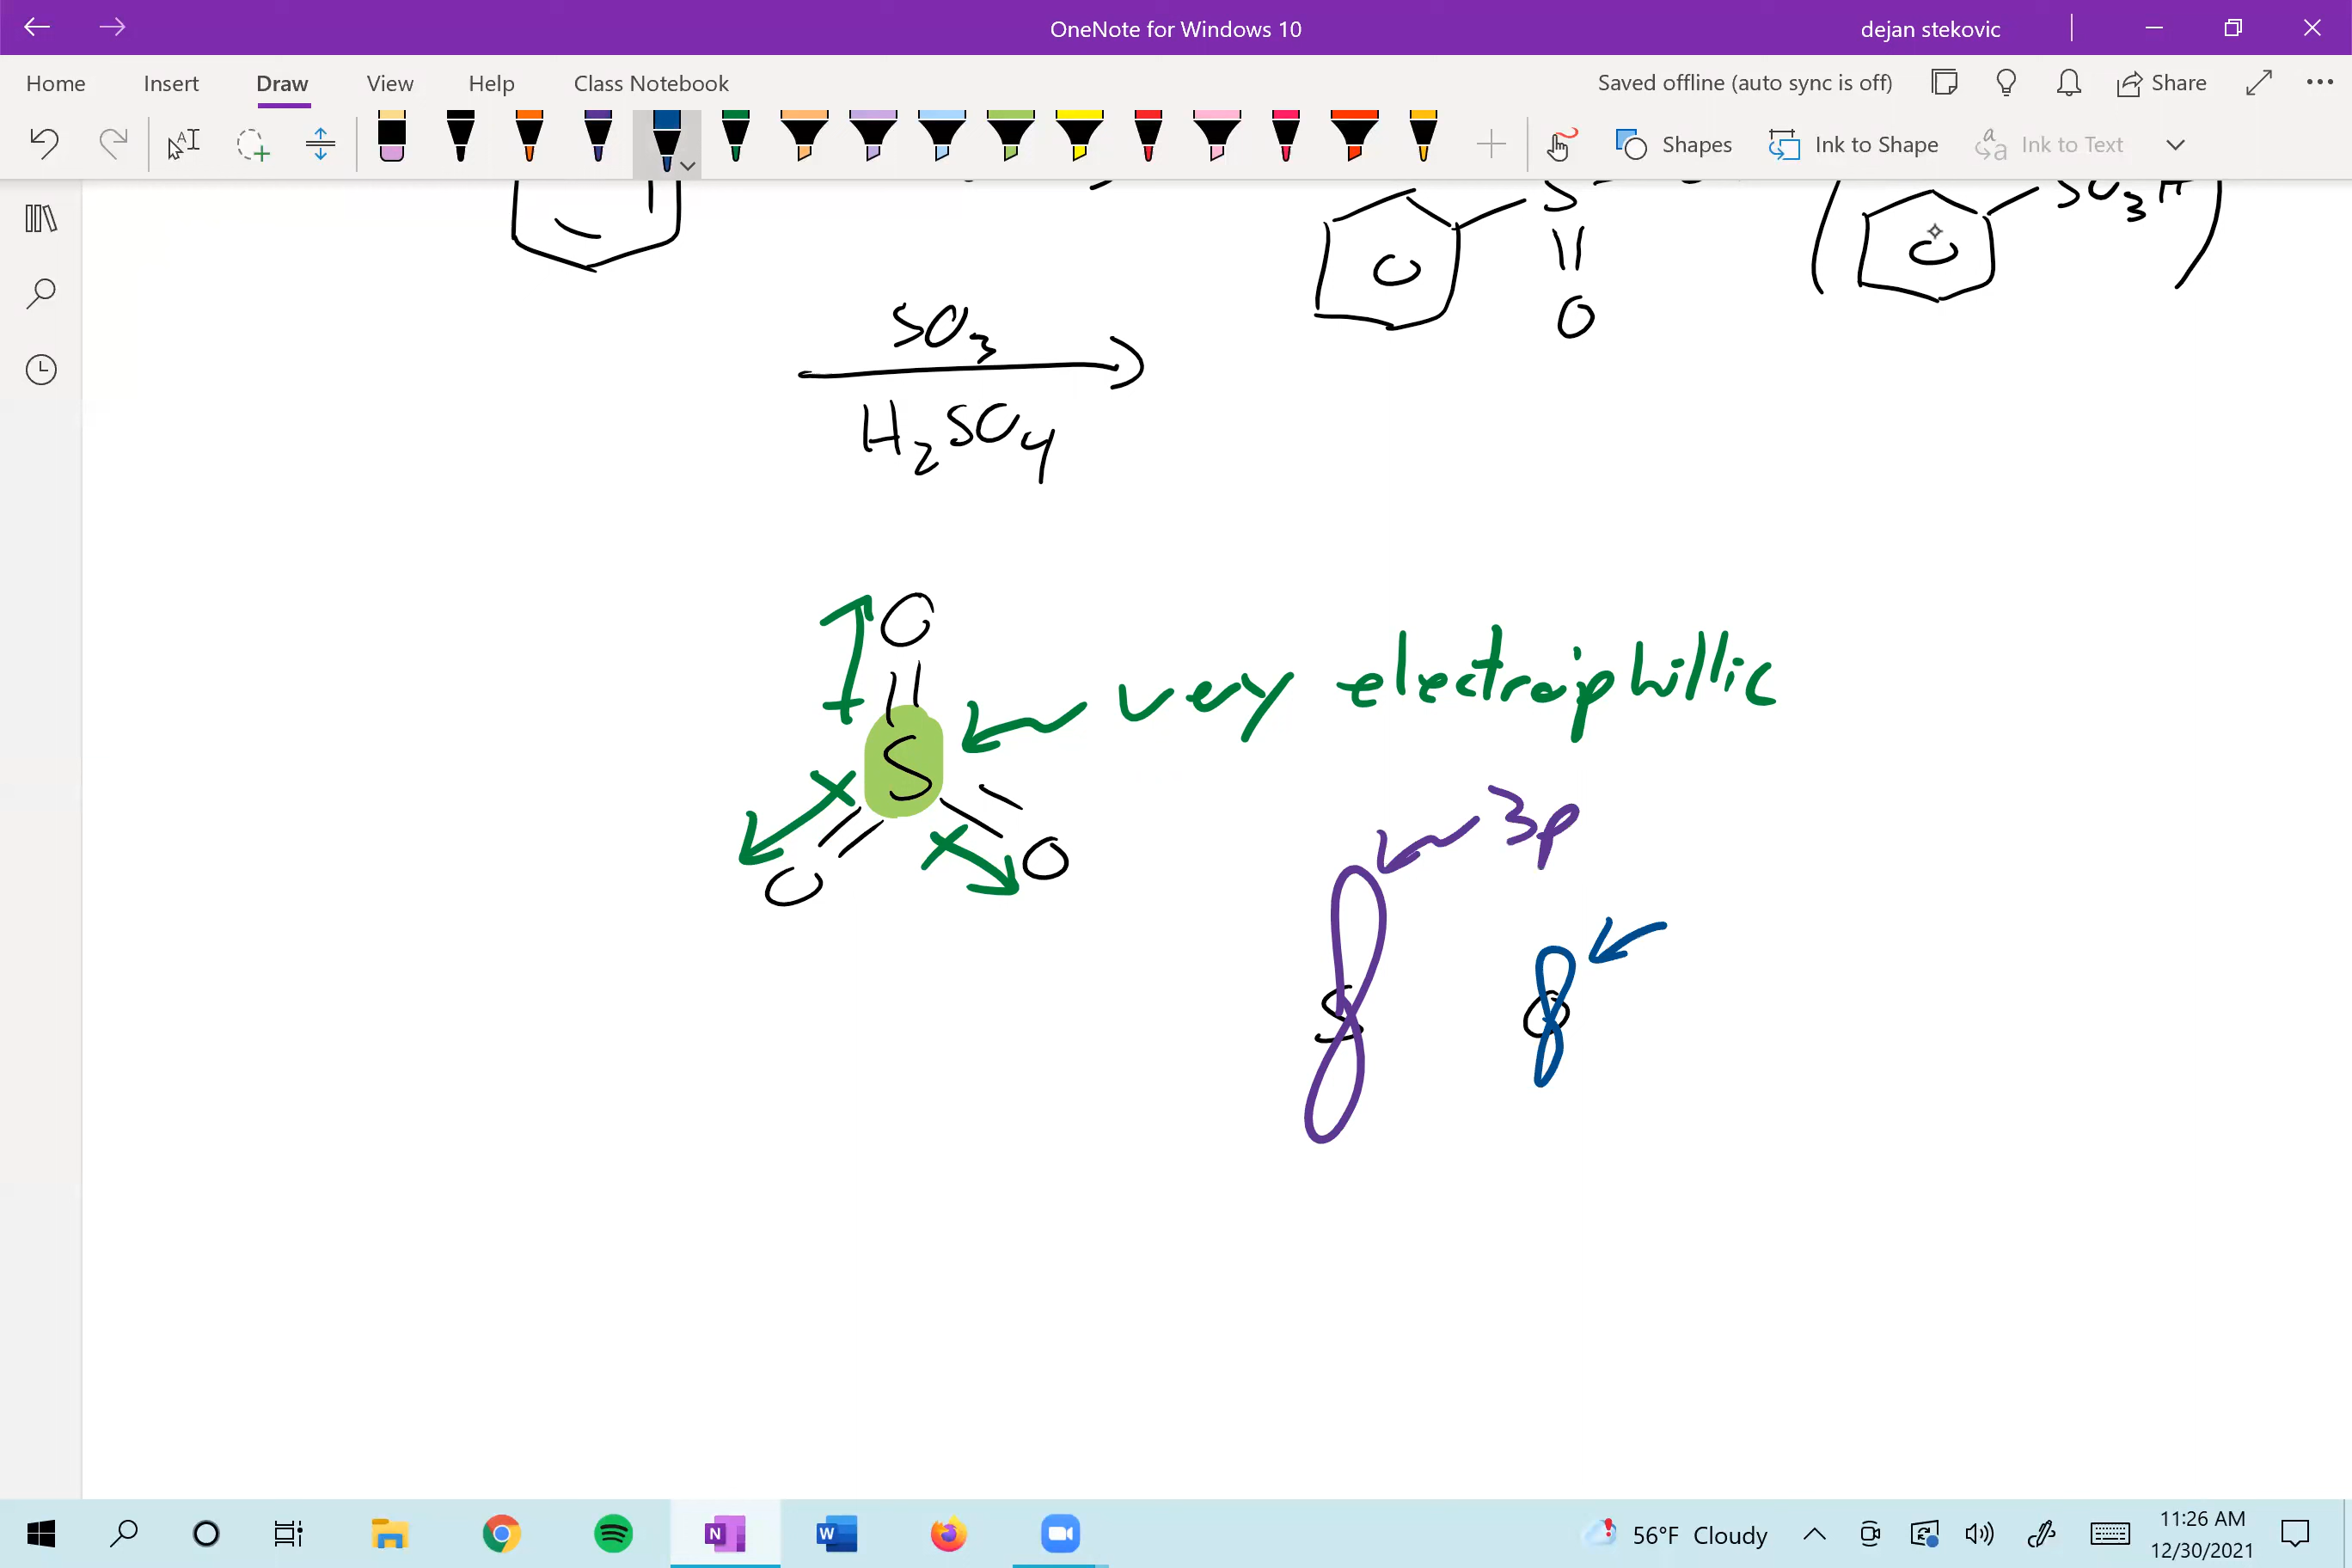 OneNote for Windows 10
dejan stekovic
Home Insert Draw View Help Class Notebook
Saved offline (auto sync is off) Share
Shapes Ink to Shape Ink to Text
S SO3H
O
SO3
H2SO4
O
very electraiphillic
S
3p
O O
S O
56°F Cloudy
11:26 AM
12/30/2021